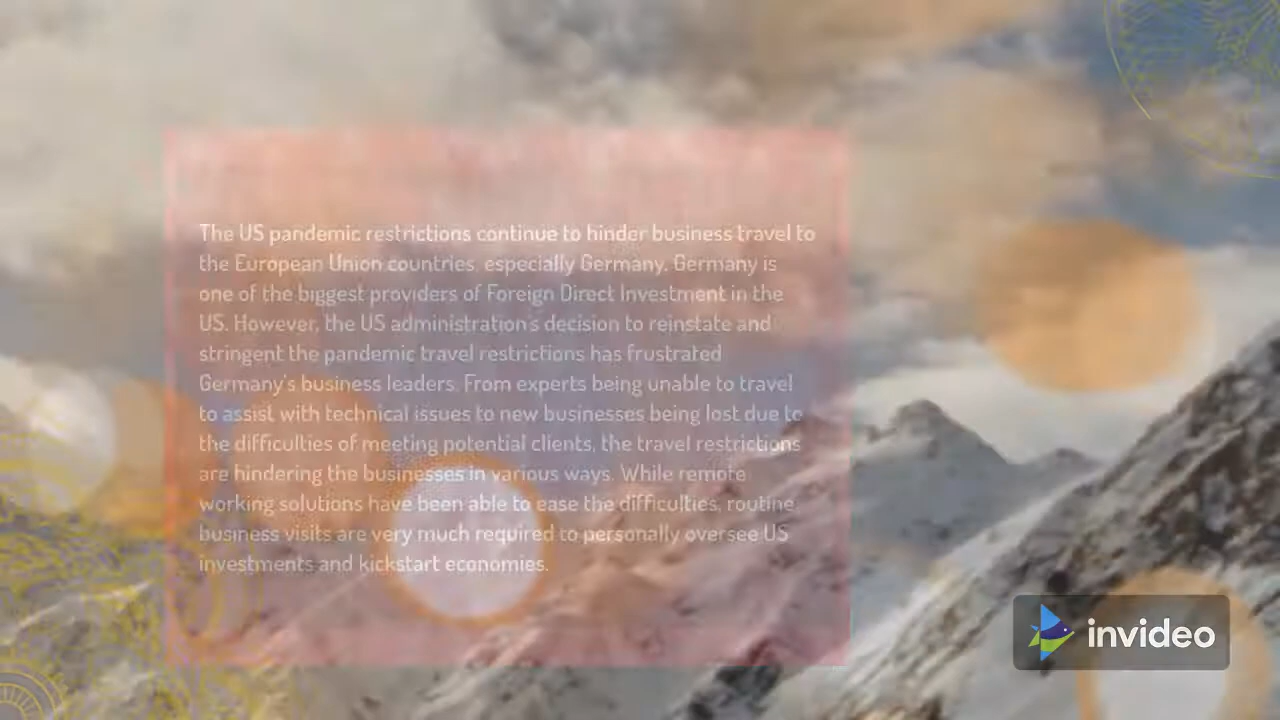 The US pandemic restrictions continue to hinder business travel to
the European Union countries, especially Germany. Germany is
one of the biggest providers of Foreign Direct Investment in the
US. However, the US administration's decision to reinstate and
stringent the pandemic travel restrictions has frustrated
Germany's business leaders. From experts being unable to travel
to assist with technical issues to new businesses being lost due to
the difficulties of meeting potential clients, the travel restrictions
are hindering the businesses in various ways. While remote
working solutions have been able to ease the difficulties, routine
business visits are very much required to personally oversee US
investments and kickstart economies.
invideo